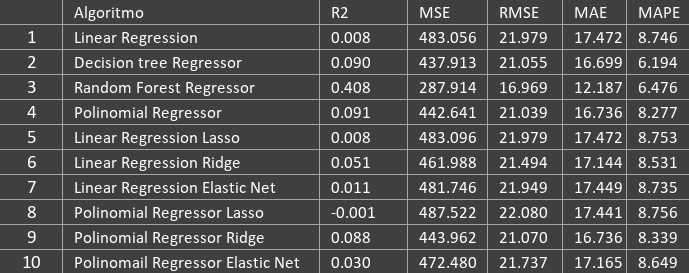 Algoritmo R2 MSE RMSE MAE MAPE
1 Linear Regression 0.008 483.056 21.979 17.472 8.746
2 Decision tree Regressor 0.090 437.913 21.055 16.699 6.194
3 Random Forest Regressor 0.408 287.914 16.969 12.187 6.476
4 Polinomial Regressor 0.091 442.641 21.039 16.736 8.277
5 Linear Regression Lasso 0.008 483.096 21.979 17.472 8.753
6 Linear Regression Ridge 0.051 461.988 21.494 17.144 8.531
7 Linear Regression Elastic Net 0.011 481.746 21.949 17.449 8.735
8 Polinomial Regressor Lasso -0.001 487.522 22.080 17.441 8.756
9 Polinomial Regressor Ridge 0.088 443.962 21.070 16.736 8.339
10 Polinomail Regressor Elastic Net 0.030 472.480 21.737 17.165 8.649